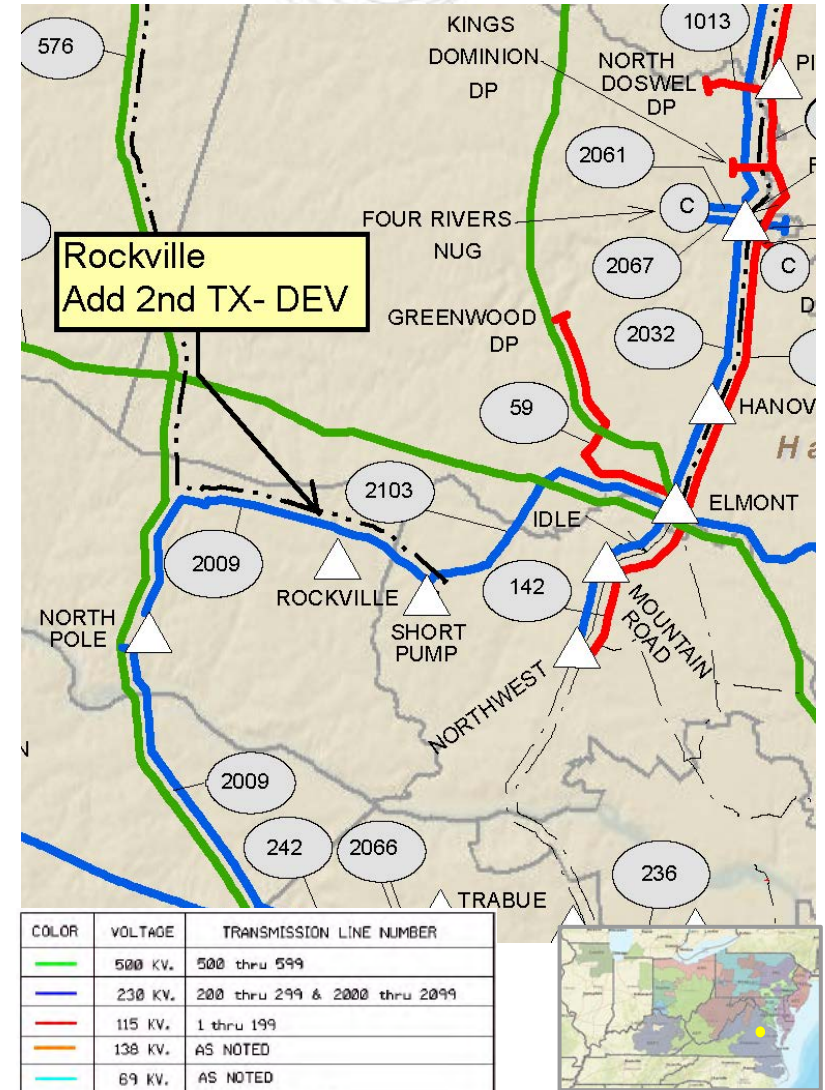 576
KINGS
DOMINION
DP
NORTH
DOSWEL
DP
1013
PI
2061
C
FOUR RIVERS
NUG
2067
C
D
Rockville
Add 2nd TX- DEV
GREENWOOD
DP
2032
59
HANOV
Ha
2103
IDLE
ELMONT
2009
142
ROCKVILLE
SHORT
PUMP
MOUNTAIN
ROAD
NORTH
POLE
NORTHWEST
2009
242
2066
236
TRABUE
COLOR VOLTAGE TRANSMISSION LINE NUMBER
500 KV. 500 thru 599
230 KV. 200 thru 299 & 2000 thru 2099
115 KV. 1 thru 199
138 KV. AS NOTED
69 KV. AS NOTED